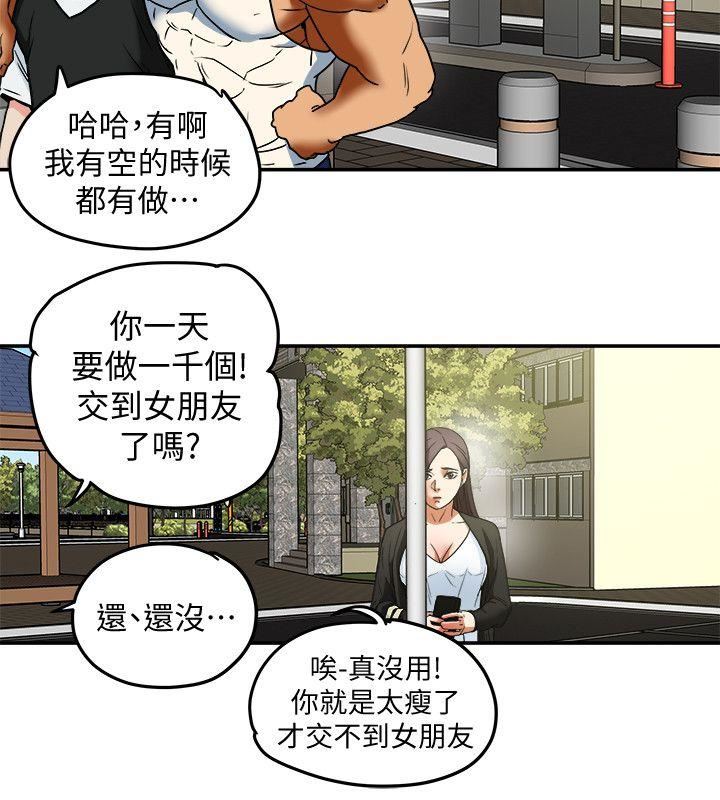 哈哈，有啊
我有空的時候
都有做…
你一天
要做一千個!
交到女朋友
了嗎?
還、還沒…
唉-真沒用!
你就是太瘦了
才交不到女朋友